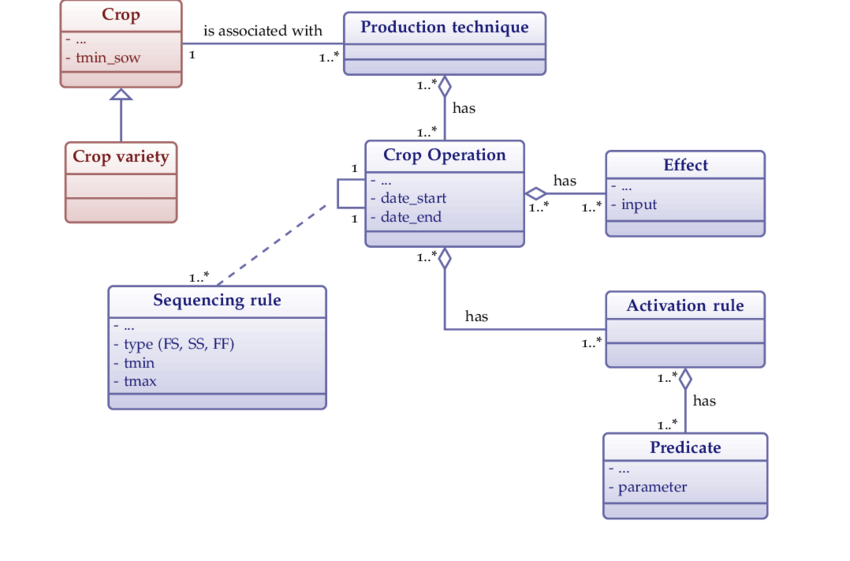 Crop
- ...
- tmin_sow
is associated with
1
1..*
Production technique
1..*
has
1..*
Crop variety
Crop Operation
- ...
- date_start
- date_end
1
1
has
1..*
1..*
Effect
- ...
- input
1..*
1..*
Sequencing rule
- ...
- type (FS, SS, FF)
- tmin
- tmax
has
1..*
Activation rule
1..*
has
1..*
Predicate
- ...
- parameter